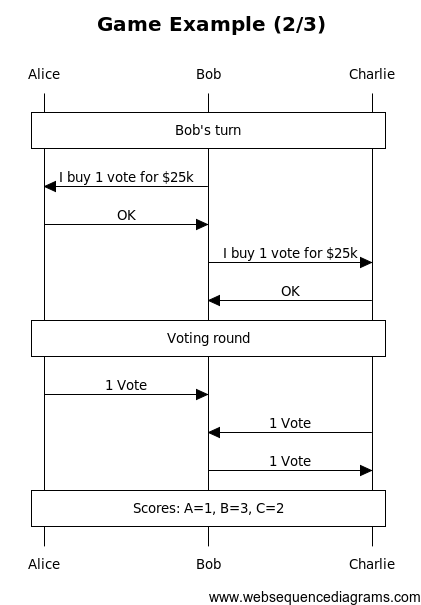 Game Example (2/3)
Alice Bob Charlie
Bob's turn
I buy 1 vote for $25k
OK
I buy 1 vote for $25k
OK
Voting round
1 Vote
1 Vote
1 Vote
Scores: A=1, B=3, C=2
Alice Bob Charlie
www.websequencediagrams.com